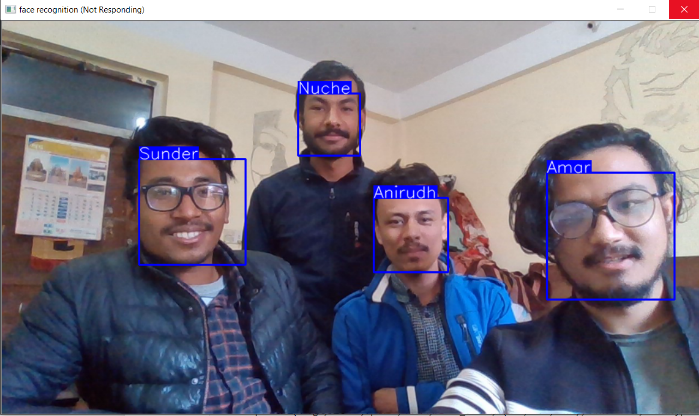 face recognition (Not Responding)
Nuche
Sunder
Anirudh
Amar